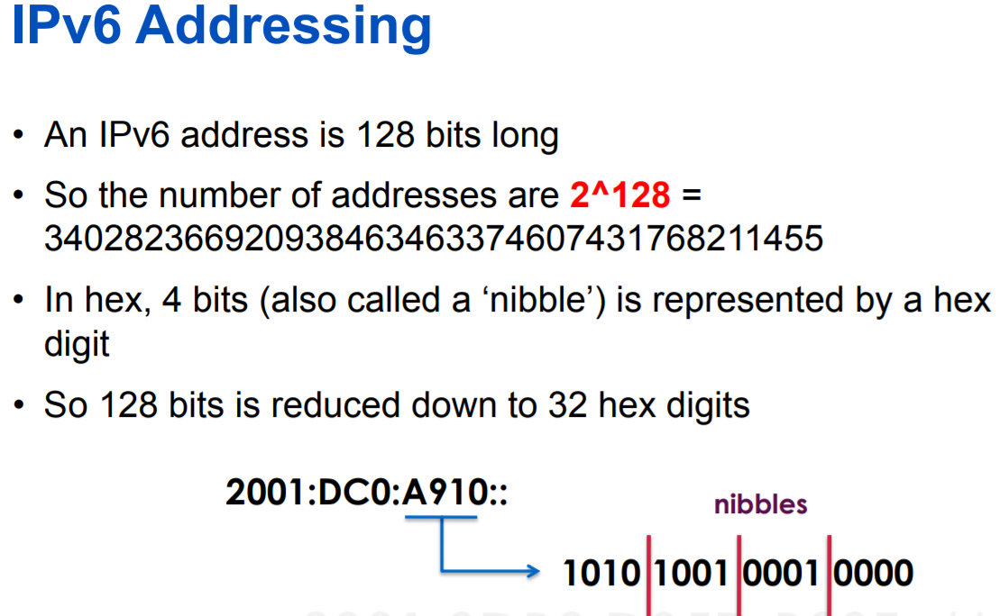 IPv6 Addressing
• An IPv6 address is 128 bits long
• So the number of addresses are 2^128 =
340282366920938463463374607431768211455
• In hex, 4 bits (also called a ‘nibble’) is represented by a hex
digit
• So 128 bits is reduced down to 32 hex digits
2001:DC0:A910::
nibbles
1010 1001 0001 0000